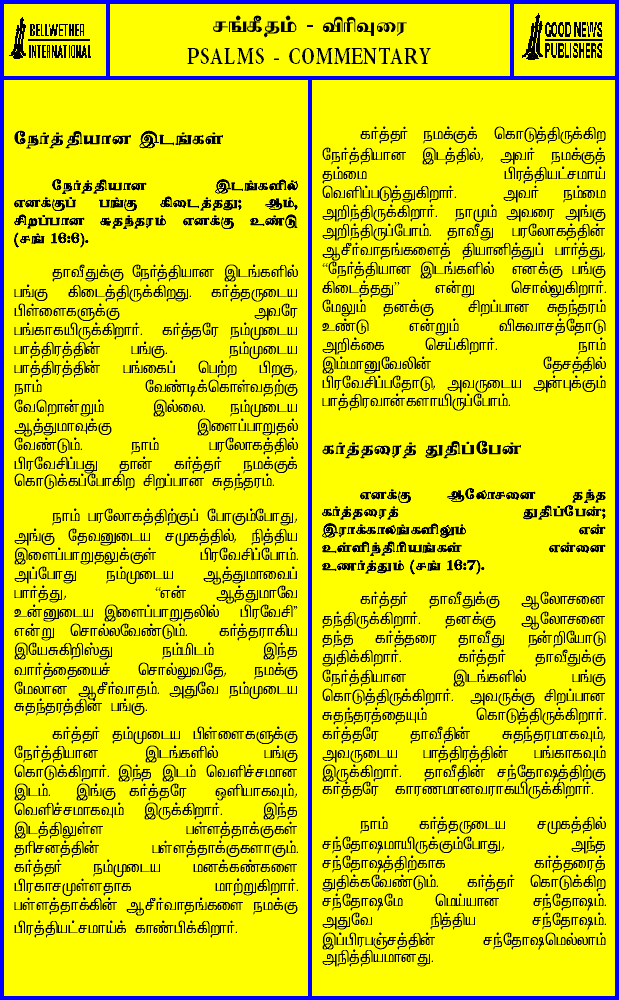 BELLWETHER
INTERNATIONAL
சங்கீதம் - விரிவுரை
PSALMS - COMMENTARY
GOOD NEWS
PUBLISHERS
நேர்த்தியான இடங்கள்
நேர்த்தியான இடங்களில்
எனக்குப் பங்கு கிடைத்தது; ஆம்,
சிறப்பான சுதந்தரம் எனக்கு உண்டு
(சங் 16:6).
தாவீதுக்கு நேர்த்தியான இடங்களில்
பங்கு கிடைத்திருக்கிறது. கர்த்தருடைய
பிள்ளைகளுக்கு அவரே
பங்காகயிருக்கிறார். கர்த்தரே நம்முடைய
பாத்திரத்தின் பங்கு. நம்முடைய
பாத்திரத்தின் பங்கைப் பெற்ற பிறகு,
நாம் வேண்டிக்கொள்வதற்கு
வேறொன்றும் இல்லை. நம்முடைய
ஆத்துமாவுக்கு இளைப்பாறுதல்
வேண்டும். நாம் பரலோகத்தில்
பிரவேசிப்பது தான் கர்த்தர் நமக்குக்
கொடுக்கப்போகிற சிறப்பான சுதந்தரம்.
நாம் பரலோகத்திற்குப் போகும்போது,
அங்கு தேவனுடைய சமுகத்தில், நித்திய
இளைப்பாறுதலுக்குள் பிரவேசிப்போம்.
அப்போது நம்முடைய ஆத்துமாவைப்
பார்த்து, “என் ஆத்துமாவே
உன்னுடைய இளைப்பாறுதலில் பிரவேசி”
என்று சொல்லவேண்டும். கர்த்தராகிய
இயேசுகிறிஸ்து நம்மிடம் இந்த
வார்த்தையைச் சொல்லுவதே, நமக்கு
மேலான ஆசீர்வாதம். அதுவே நம்முடைய
சுதந்தரத்தின் பங்கு.
கர்த்தர் தம்முடைய பிள்ளைகளுக்கு
நேர்த்தியான இடங்களில் பங்கு
கொடுக்கிறார். இந்த இடம் வெளிச்சமான
இடம். இங்கு கர்த்தரே ஒளியாகவும்,
வெளிச்சமாகவும் இருக்கிறார். இந்த
இடத்திலுள்ள பள்ளத்தாக்குகள்
தரிசனத்தின் பள்ளத்தாக்குகளாகும்.
கர்த்தர் நம்முடைய மனக்கண்களை
பிரகாசமுள்ளதாக மாற்றுகிறார்.
பள்ளத்தாக்கின் ஆசீர்வாதங்களை நமக்கு
பிரத்தியட்சமாய்க் காண்பிக்கிறார்.
கர்த்தர் நமக்குக் கொடுத்திருக்கிற
நேர்த்தியான இடத்தில், அவர் நமக்குத்
தம்மை பிரத்தியட்சமாய்
வெளிப்படுத்துகிறார். அவர் நம்மை
அறிந்திருக்கிறார். நாமும் அவரை அங்கு
அறிந்திருப்போம். தாவீது பரலோகத்தின்
ஆசீர்வாதங்களைத் தியானித்துப் பார்த்து,
“நேர்த்தியான இடங்களில் எனக்கு பங்கு
கிடைத்தது” என்று சொல்லுகிறார்.
மேலும் தனக்கு சிறப்பான சுதந்தரம்
உண்டு என்றும் விசுவாசத்தோடு
அறிக்கை செய்கிறார். நாம்
இம்மானுவேலின் தேசத்தில்
பிரவேசிப்பதோடு, அவருடைய அன்புக்கும்
பாத்திரவான்களாயிருப்போம்.
கர்த்தரைத் துதிப்பேன்
எனக்கு ஆலோசனை தந்த
கர்த்தரைத் துதிப்பேன்;
இராக்காலங்களிலும் என்
உள்ளிந்திரியங்கள் என்னை
உணர்த்தும் (சங் 16:7).
கர்த்தர் தாவீதுக்கு ஆலோசனை
தந்திருக்கிறார். தனக்கு ஆலோசனை
தந்த கர்த்தரை தாவீது நன்றியோடு
துதிக்கிறார். கர்த்தர் தாவீதுக்கு
நேர்த்தியான இடங்களில் பங்கு
கொடுத்திருக்கிறார். அவருக்கு சிறப்பான
சுதந்தரத்தையும் கொடுத்திருக்கிறார்.
கர்த்தரே தாவீதின் சுதந்தரமாகவும்,
அவருடைய பாத்திரத்தின் பங்காகவும்
இருக்கிறார். தாவீதின் சந்தோஷத்திற்கு
கர்த்தரே காரணமானவராகயிருக்கிறார்.
நாம் கர்த்தருடைய சமுகத்தில்
சந்தோஷமாயிருக்கும்போது, அந்த
சந்தோஷத்திற்காக கர்த்தரைத்
துதிக்கவேண்டும். கர்த்தர் கொடுக்கிற
சந்தோஷமே மெய்யான சந்தோஷம்.
அதுவே நித்திய சந்தோஷம்.
இப்பிரபஞ்சத்தின் சந்தோஷமெல்லாம்
அநித்தியமானது.